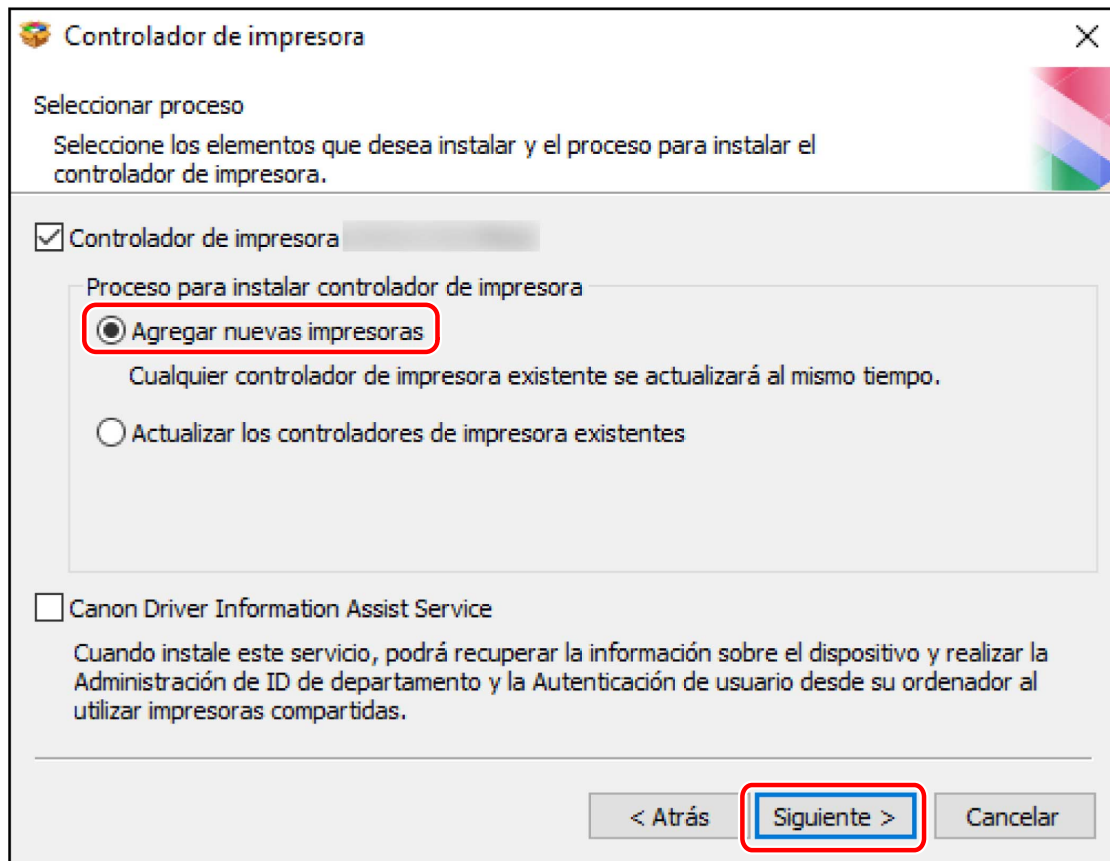 Controlador de impresora
Seleccionar proceso
Seleccione los elementos que desea instalar y el proceso para instalar el
controlador de impresora.
Controlador de impresora
Proceso para instalar controlador de impresora
Agregar nuevas impresoras
Cualquier controlador de impresora existente se actualizará al mismo tiempo.
Actualizar los controladores de impresora existentes
Canon Driver Information Assist Service
Cuando instale este servicio, podrá recuperar la información sobre el dispositivo y realizar la
Administración de ID de departamento y la Autenticación de usuario desde su ordenador al
utilizar impresoras compartidas.
< Atrás Siguiente > Cancelar